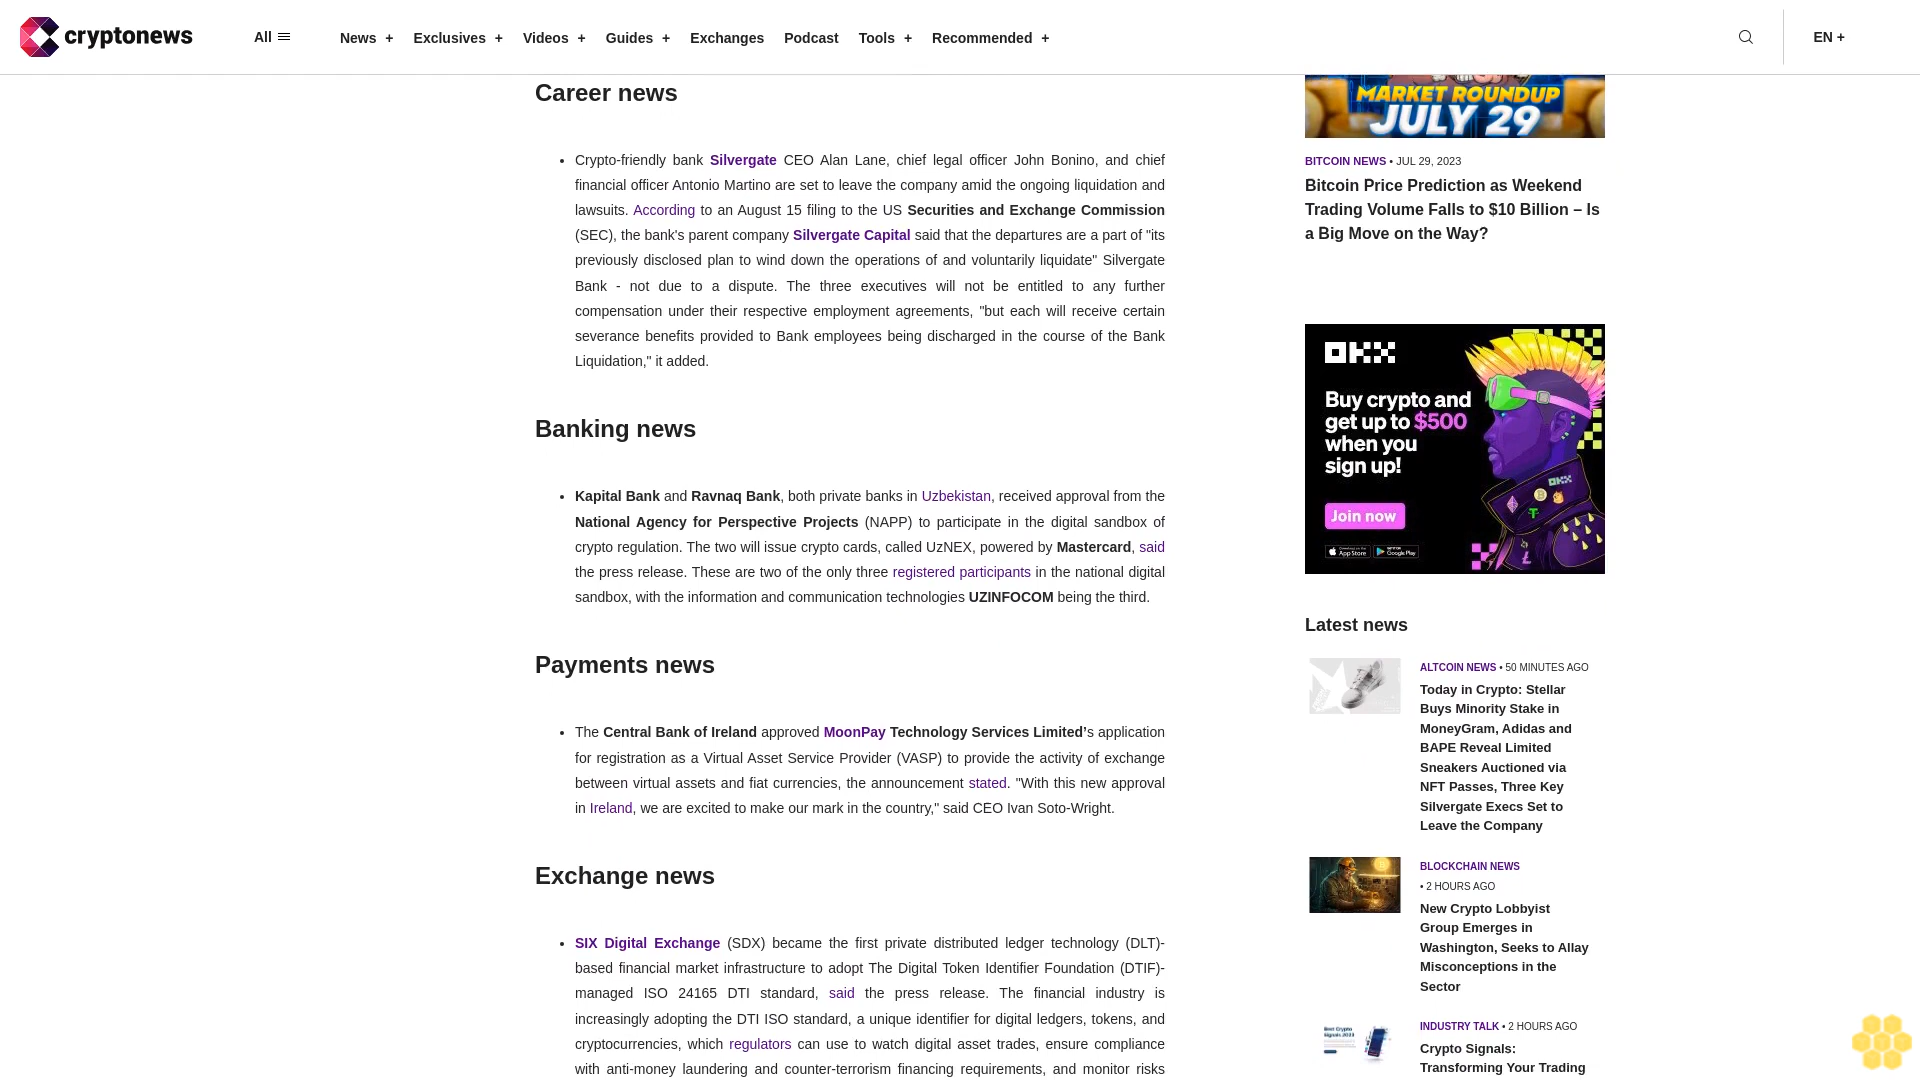 cryptonews
All
News +
Exclusives +
Videos +
Guides +
Exchanges
Podcast
Tools +
Recommended +
EN +
Career news
Crypto-friendly bank Silvergate CEO Alan Lane, chief legal officer John Bonino, and chief
financial officer Antonio Martino are set to leave the company amid the ongoing liquidation and
lawsuits. According to an August 15 filing to the US Securities and Exchange Commission
(SEC), the bank's parent company Silvergate Capital said that the departures are a part of "its
previously disclosed plan to wind down the operations of and voluntarily liquidate" Silvergate
Bank - not due to a dispute. The three executives will not be entitled to any further
compensation under their respective employment agreements, "but each will receive certain
severance benefits provided to Bank employees being discharged in the course of the Bank
Liquidation," it added.
Banking news
Kapital Bank and Ravnaq Bank, both private banks in Uzbekistan, received approval from the
National Agency for Perspective Projects (NAPP) to participate in the digital sandbox of
crypto regulation. The two will issue crypto cards, called UzNEX, powered by Mastercard, said
the press release. These are two of the only three registered participants in the national digital
sandbox, with the information and communication technologies UZINFOCOM being the third.
Payments news
The Central Bank of Ireland approved MoonPay Technology Services Limited’s application
for registration as a Virtual Asset Service Provider (VASP) to provide the activity of exchange
between virtual assets and fiat currencies, the announcement stated. "With this new approval
in Ireland, we are excited to make our mark in the country," said CEO Ivan Soto-Wright.
Exchange news
SIX Digital Exchange (SDX) became the first private distributed ledger technology (DLT)-
based financial market infrastructure to adopt The Digital Token Identifier Foundation (DTIF)-
managed ISO 24165 DTI standard, said the press release. The financial industry is
increasingly adopting the DTI ISO standard, a unique identifier for digital ledgers, tokens, and
cryptocurrencies, which regulators can use to watch digital asset trades, ensure compliance
with anti-money laundering and counter-terrorism financing requirements, and monitor risks
MARKET ROUNDUP
JULY 29
BITCOIN NEWS • JUL 29, 2023
Bitcoin Price Prediction as Weekend
Trading Volume Falls to $10 Billion – Is
a Big Move on the Way?
OKX
Buy crypto and
get up to $500
when you
sign up!
Join now
App Store
Google Play
OKX
Latest news
ALTCOIN NEWS • 50 MINUTES AGO
Today in Crypto: Stellar
Buys Minority Stake in
MoneyGram, Adidas and
BAPE Reveal Limited
Sneakers Auctioned via
NFT Passes, Three Key
Silvergate Execs Set to
Leave the Company
BLOCKCHAIN NEWS
• 2 HOURS AGO
New Crypto Lobbyist
Group Emerges in
Washington, Seeks to Allay
Misconceptions in the
Sector
Best Crypto
Signals 2023
INDUSTRY TALK • 2 HOURS AGO
Crypto Signals:
Transforming Your Trading